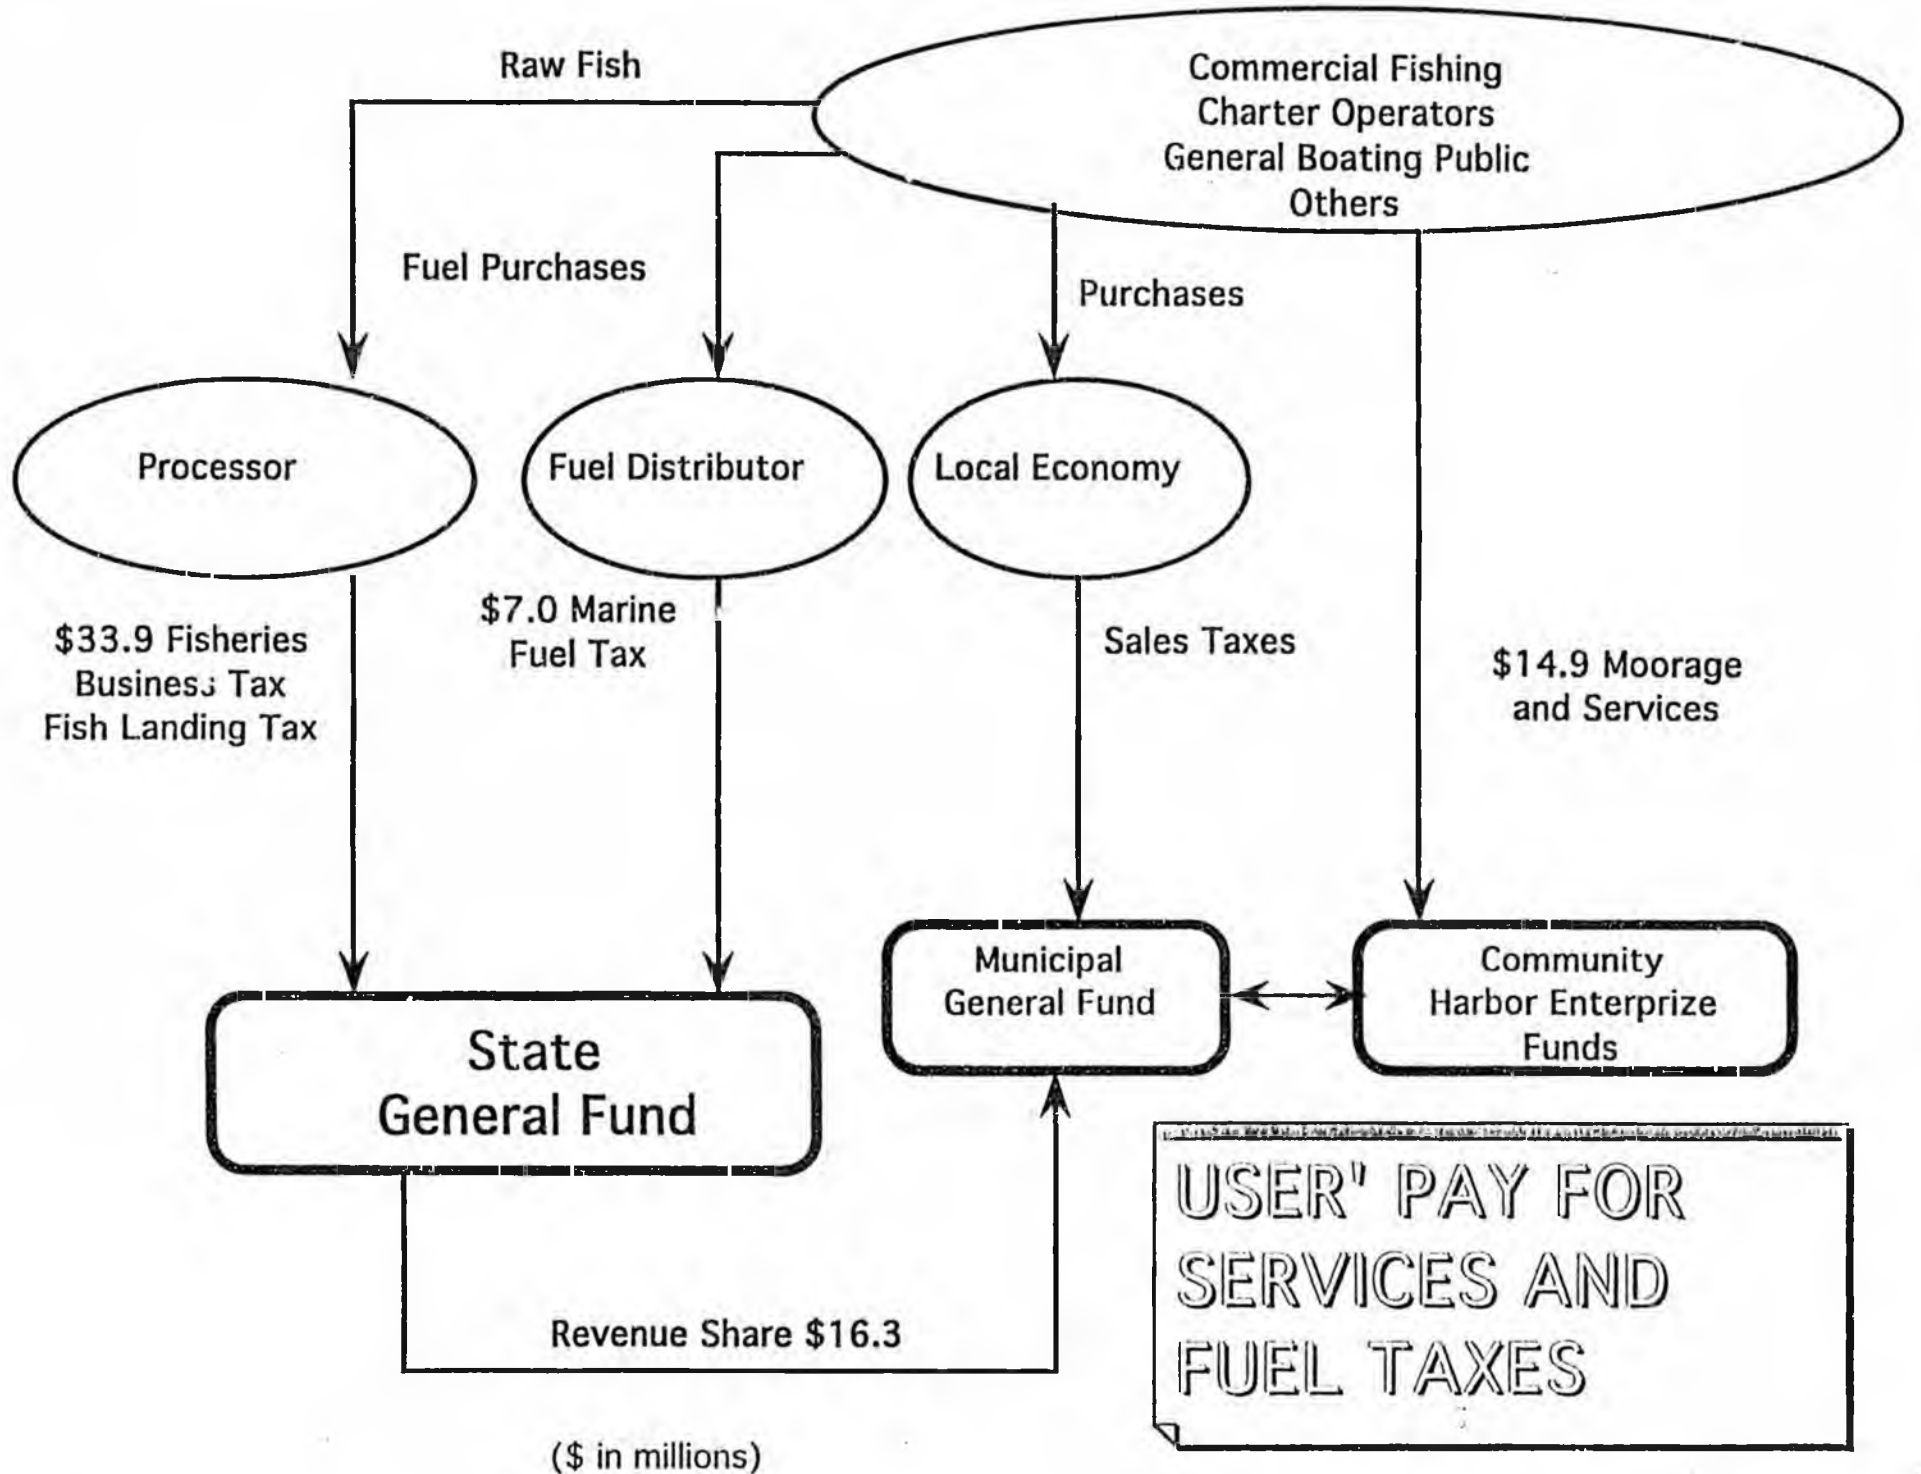 Raw Fish
Commercial Fishing
Charter Operators
General Boating Public
Others
Fuel Purchases
Purchases
Processor
Fuel Distributor
Local Economy
$33.9 Fisheries
Business Tax
Fish Landing Tax
$7.0 Marine
Fuel Tax
Sales Taxes
$14.9 Moorage
and Services
State
General Fund
Municipal
General Fund
Community
Harbor Enterprize
Funds
Revenue Share $16.3
($ in millions)
USER' PAY FOR
SERVICES AND
FUEL TAXES